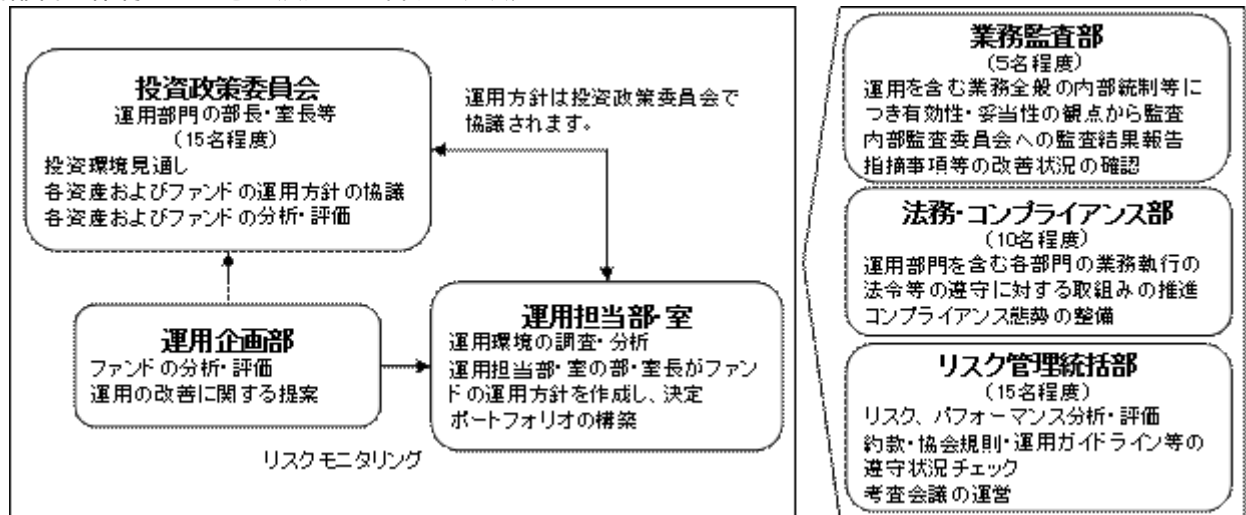 投資政策委員会
運用部門の部長・室長等
(15名程度)
投資環境見通し
各資産およびファンドの運用方針の協議
各資産およびファンドの分析・評価
運用方針は投資政策委員会で
協議されます。
運用企画部
ファンドの分析・評価
運用の改善に関する提案
運用担当部・室
運用環境の調査・分析
運用担当部・室の部・室長がファン
ドの運用方針を作成し、決定
ポートフォリオの構築
リスクモニタリング
業務監査部
(5名程度)
運用を含む業務全般の内部統制等に
つき有効性・妥当性の観点から監査
内部監査委員会への監査結果報告
指摘事項等の改善状況の確認
法務・コンプライアンス部
(10名程度)
運用部門を含む各部門の業務執行の
法令等の遵守に対する取組みの推進
コンプライアンス態勢の整備
リスク管理統括部
(15名程度)
リスク、パフォーマンス分析・評価
約款・協会規則・運用ガイドライン等の
遵守状況チェック
考査会議の運営